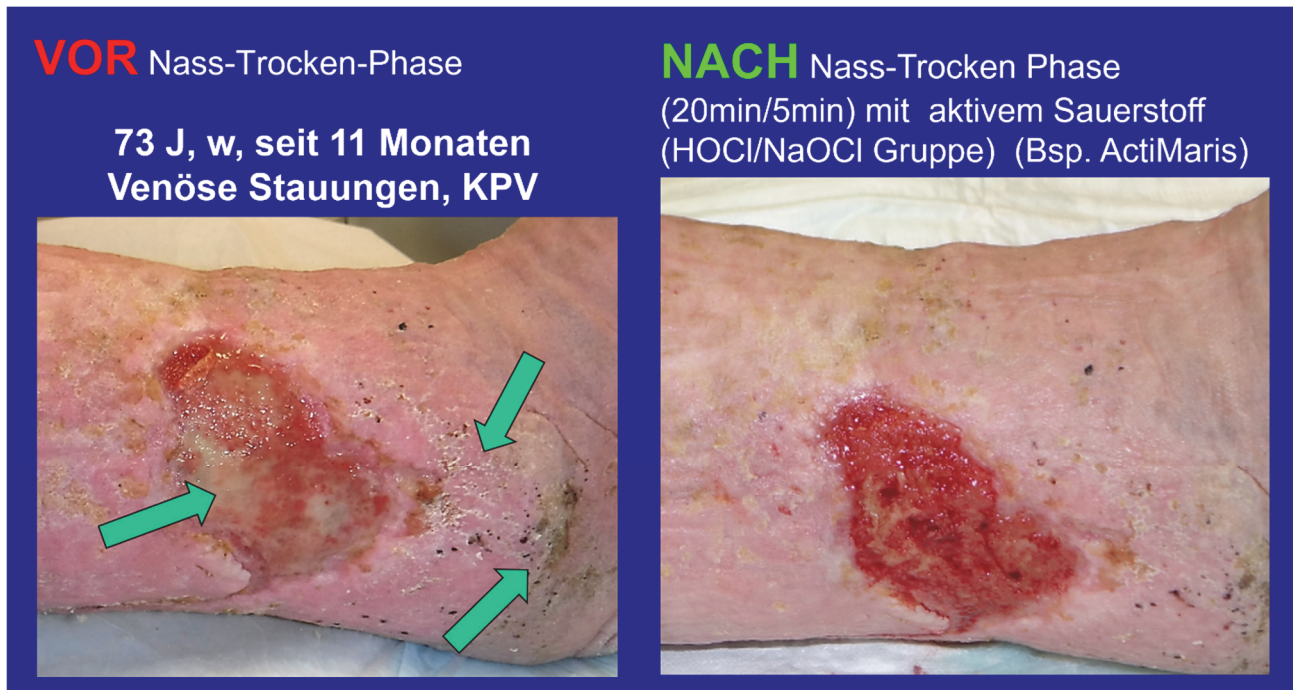 VOR Nass-Trocken-Phase
73 J, w, seit 11 Monaten
Venöse Stauungen, KPV
NACH Nass-Trocken Phase
(20min/5min) mit aktivem Sauerstoff
(HOCl/NaOCl Gruppe) (Bsp. ActiMaris)